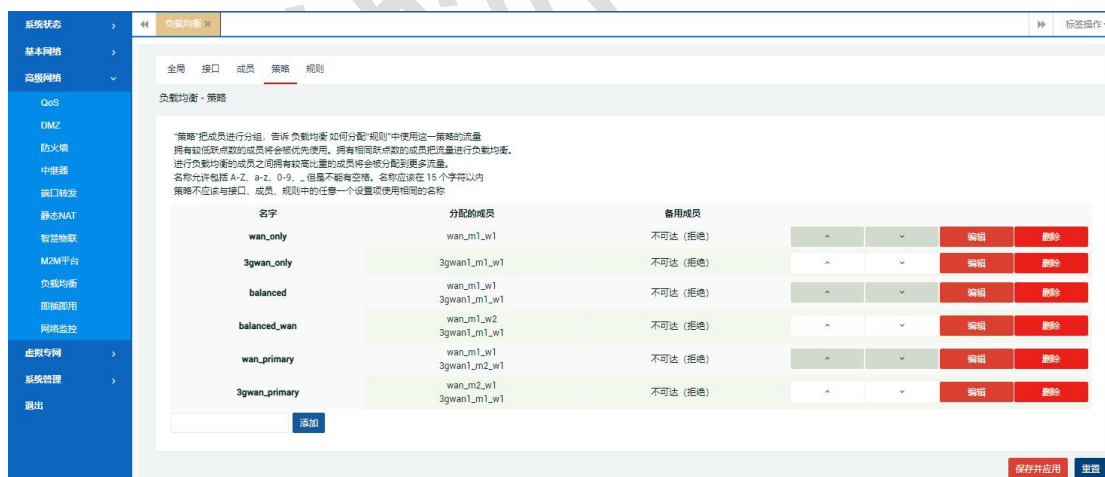 系统状态
基本网络
高级网络
QoS
DMZ
防火墙
中继器
端口转发
静态NAT
智慧物联
M2M平台
负载均衡
即插即用
网络监控
虚拟专网
系统管理
退出
负载均衡
标签操作
全局 接口 成员 策略 规则
负载均衡 - 策略
"策略"把成员进行分组，告诉 负载均衡 如何分配"规则"中使用这一策略的流量
拥有较低跃点数的成员将会被优先使用。拥有相同跃点数的成员把流量进行负载均衡。
进行负载均衡的成员之间拥有较高比重的成员将会被分配到更多流量。
名称允许包括 A-Z、a-z、0-9、_ 但是不能有空格。名称应该在 15 个字符以内
策略不应该与接口、成员、规则中的任意一个设置项使用相同的名称
名字 分配的成员 备用成员
wan_only wan_m1_w1 不可达（拒绝） 编辑 删除
3gwan_only 3gwan1_m1_w1 不可达（拒绝） 编辑 删除
balanced wan_m1_w1 3gwan1_m1_w1 不可达（拒绝） 编辑 删除
balanced_wan wan_m1_w2 3gwan1_m1_w1 不可达（拒绝） 编辑 删除
wan_primary wan_m1_w1 3gwan1_m2_w1 不可达（拒绝） 编辑 删除
3gwan_primary wan_m2_w1 3gwan1_m1_w1 不可达（拒绝） 编辑 删除
添加
保存并应用 重置